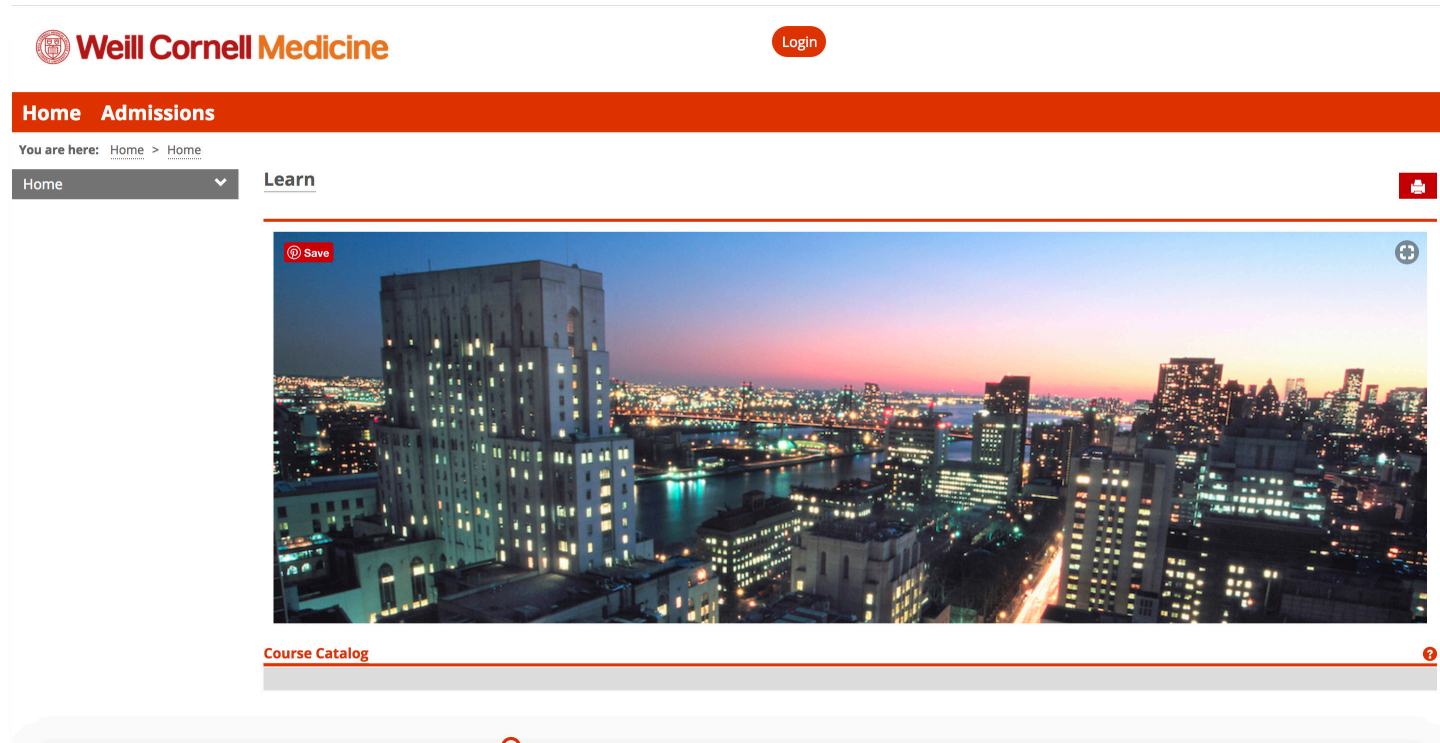 Weill Cornell Medicine
Login
Home Admissions
You are here: Home > Home
Home
Learn
Save
Course Catalog
?